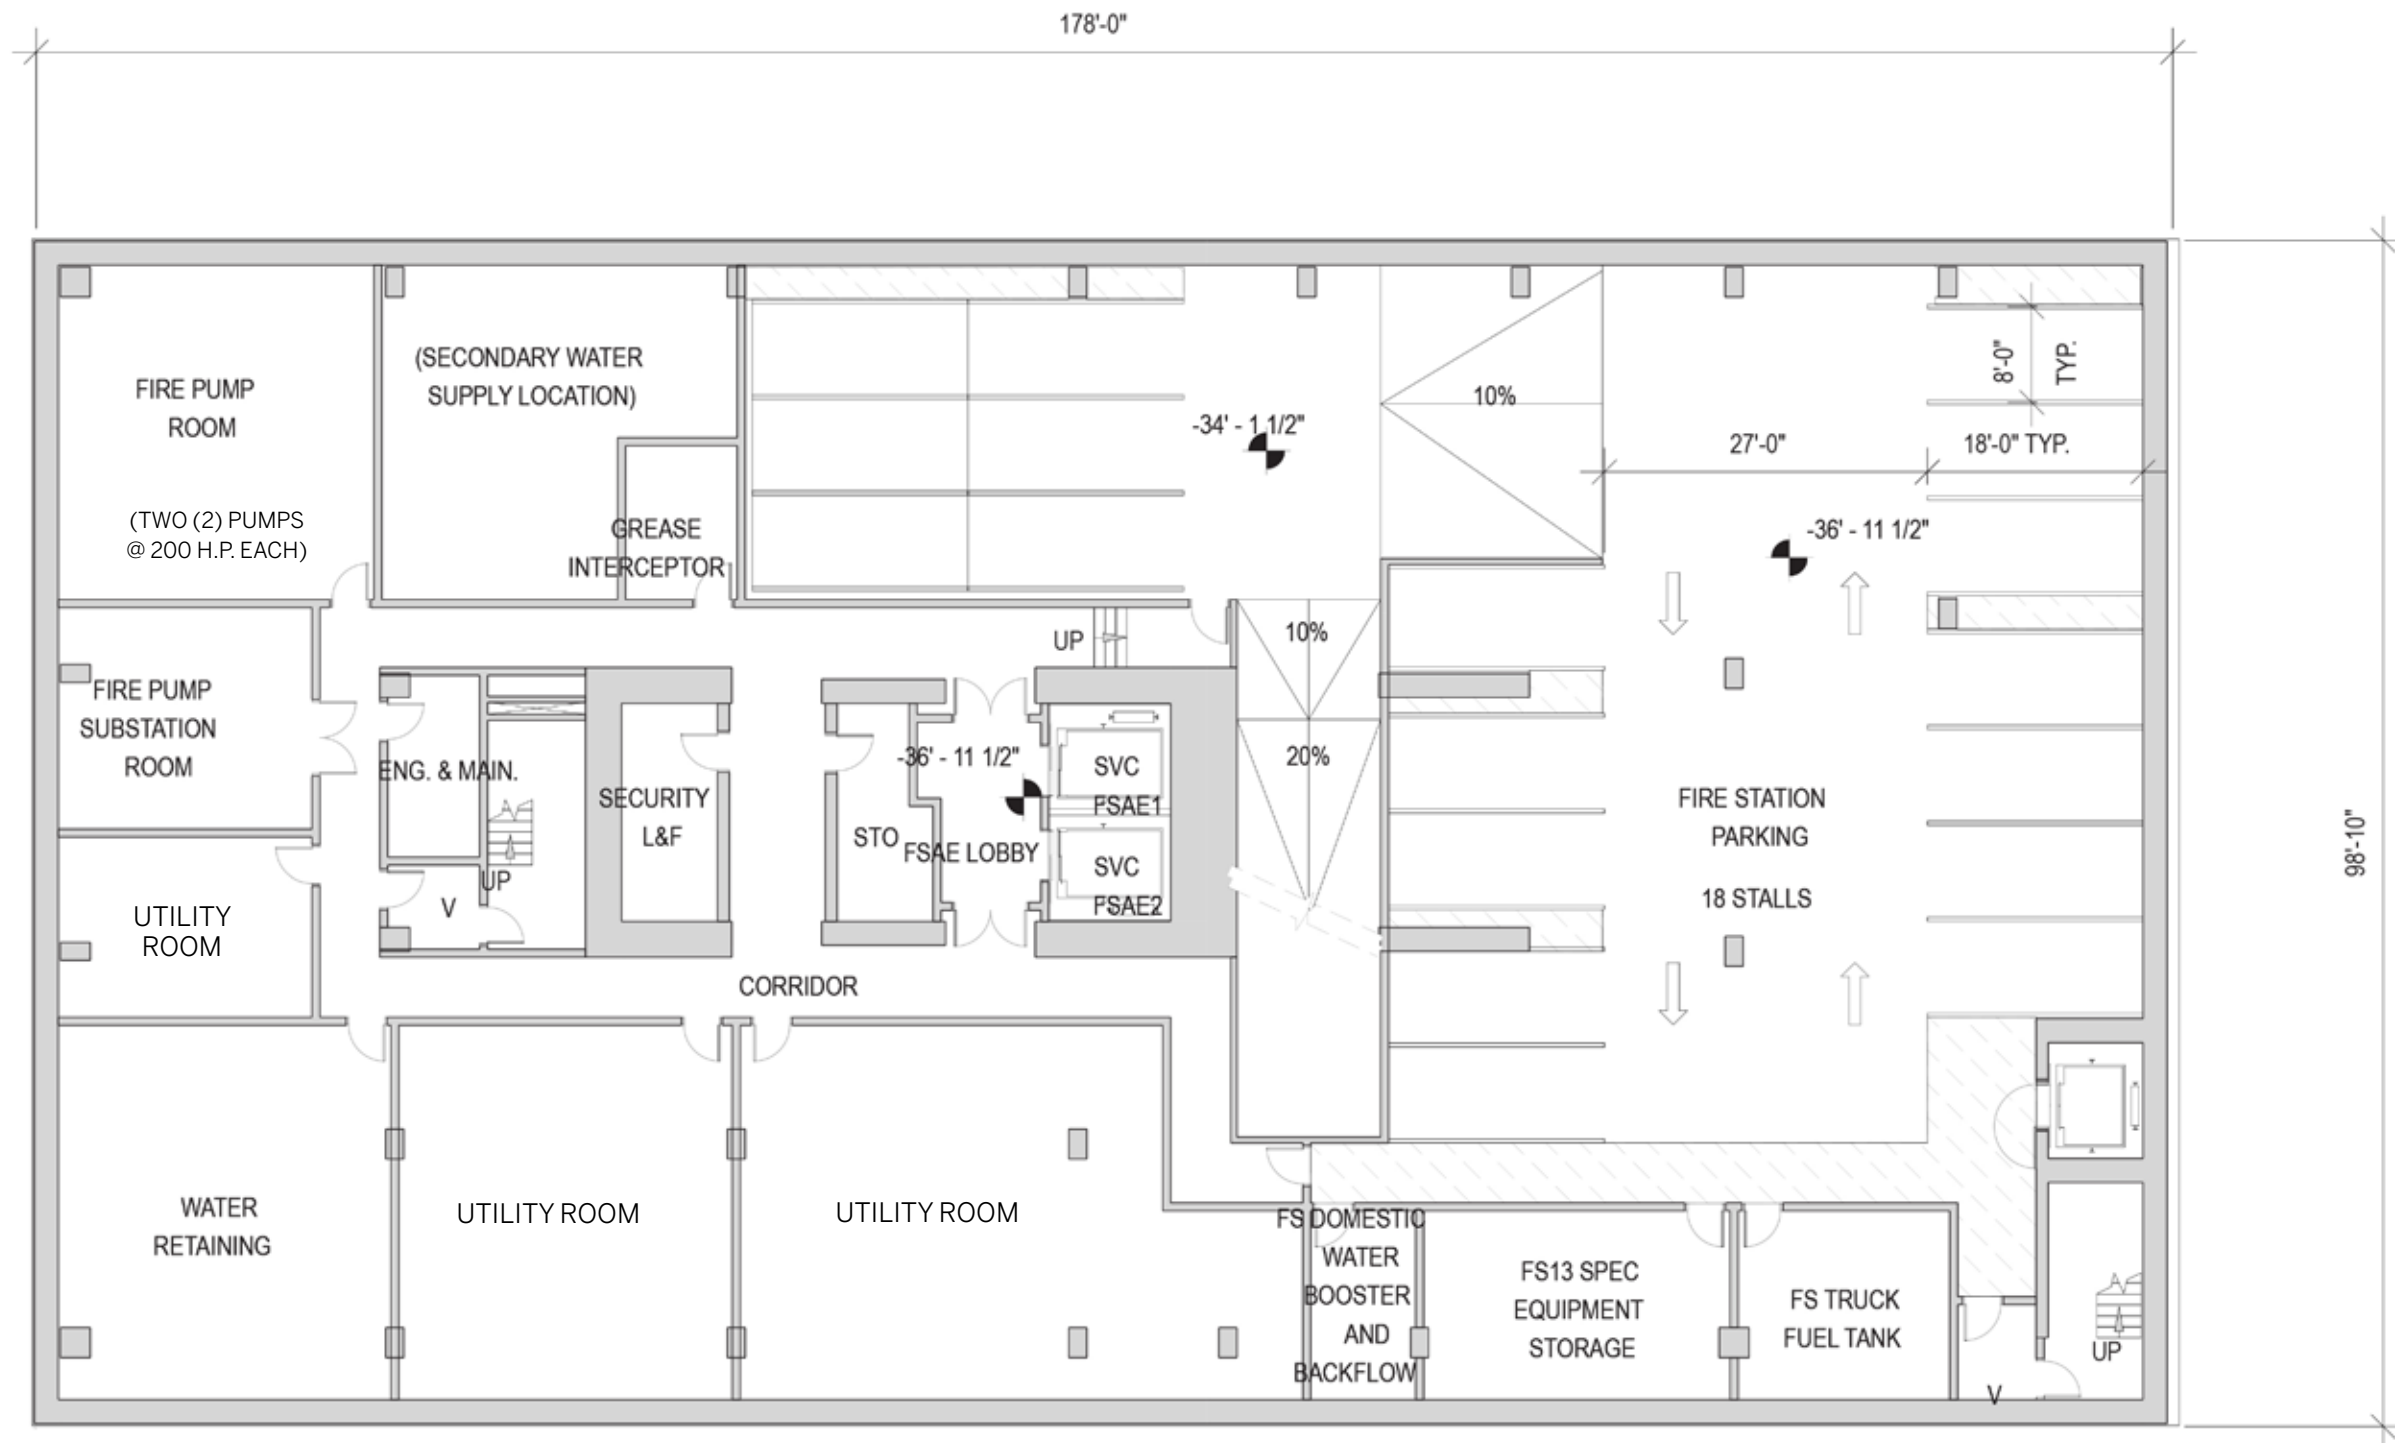 178'-0"
(SECONDARY WATER
SUPPLY LOCATION)
FIRE PUMP
ROOM
(TWO (2) PUMPS
@ 200 H.P. EACH)
GREASE
INTERCEPTOR
-34' - 1 1/2"
10%
8'-0"
TYP.
27'-0"
18'-0" TYP.
-36' - 11 1/2"
UP
10%
20%
FIRE PUMP
SUBSTATION
ROOM
ENG. & MAIN.
UP
V
SECURITY
L&F
STO
-36' - 11 1/2"
FSAE LOBBY
SVC
FSAE1
SVC
FSAE2
FIRE STATION
PARKING
18 STALLS
98'-10"
UTILITY
ROOM
CORRIDOR
WATER
RETAINING
UTILITY ROOM
UTILITY ROOM
FS DOMESTIC
WATER
BOOSTER
AND
BACKFLOW
FS13 SPEC
EQUIPMENT
STORAGE
FS TRUCK
FUEL TANK
UP
V